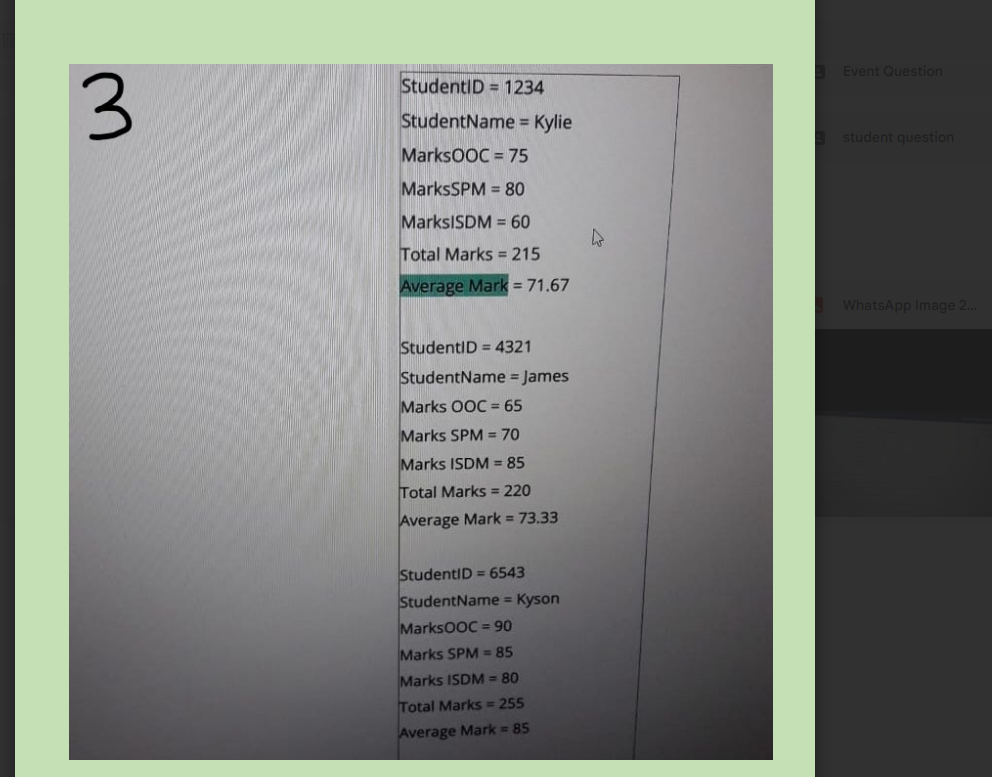 3
StudentID = 1234
StudentName = Kylie
MarksOOC = 75
MarksSPM = 80
MarksISDM = 60
Total Marks = 215
Average Mark = 71.67
StudentID = 4321
StudentName = James
Marks OOC = 65
Marks SPM = 70
Marks ISDM = 85
Total Marks = 220
Average Mark = 73.33
StudentID = 6543
StudentName = Kyson
MarksOOC = 90
Marks SPM = 85
Marks ISDM = 80
Total Marks = 255
Average Mark = 85
Event Question
student question
WhatsApp Image 2...